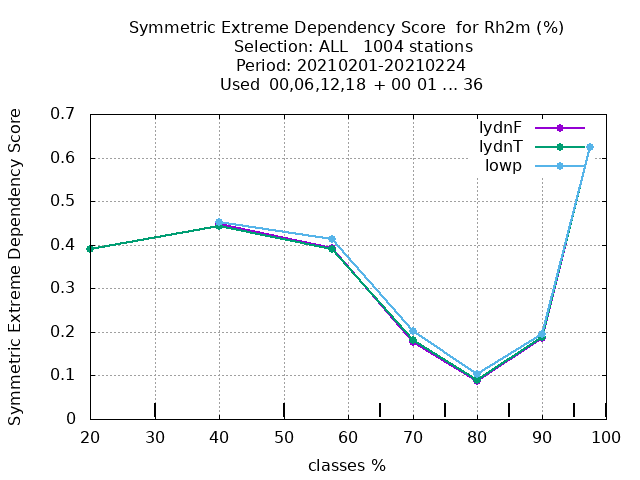 Symmetric Extreme Dependency Score  for Rh2m (%)
Selection: ALL   1004 stations
Period: 20210201-20210224
Used  00,06,12,18  + 00 01 ... 36
Symmetric Extreme Dependency Score
0.7
0.6
0.5
0.4
0.3
0.2
0.1
0
lydnF
lydnT
lowp
20 30 40 50 60 70 80 90 100
classes %